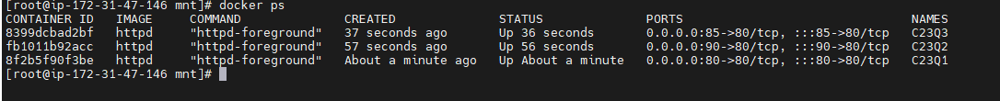 [root@ip-172-31-47-146 mnt]# docker ps
CONTAINER ID   IMAGE     COMMAND              CREATED              STATUS              PORTS                               NAMES
8399dcbad2bf   httpd     "httpd-foreground"   37 seconds ago       Up 36 seconds       0.0.0.0:85->80/tcp, :::85->80/tcp   C23Q3
fb1011b92acc   httpd     "httpd-foreground"   57 seconds ago       Up 56 seconds       0.0.0.0:90->80/tcp, :::90->80/tcp   C23Q2
8f2b5f90f3be   httpd     "httpd-foreground"   About a minute ago   Up About a minute   0.0.0.0:80->80/tcp, :::80->80/tcp   C23Q1
[root@ip-172-31-47-146 mnt]#